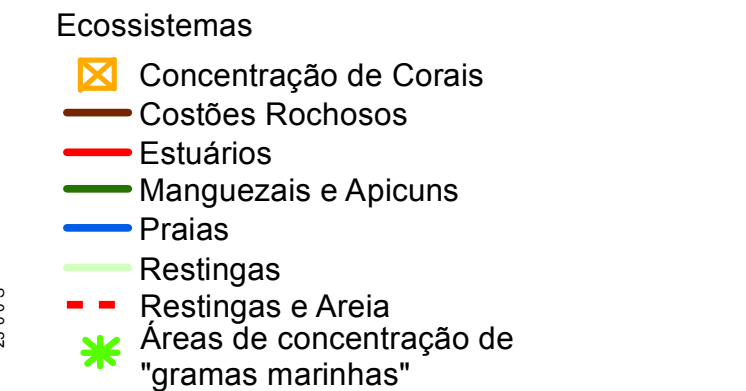 Ecossistemas
Concentração de Corais
Costões Rochosos
Estuários
Manguezais e Apicuns
Praias
Restingas
Restingas e Areia
Áreas de concentração de
"gramas marinhas"